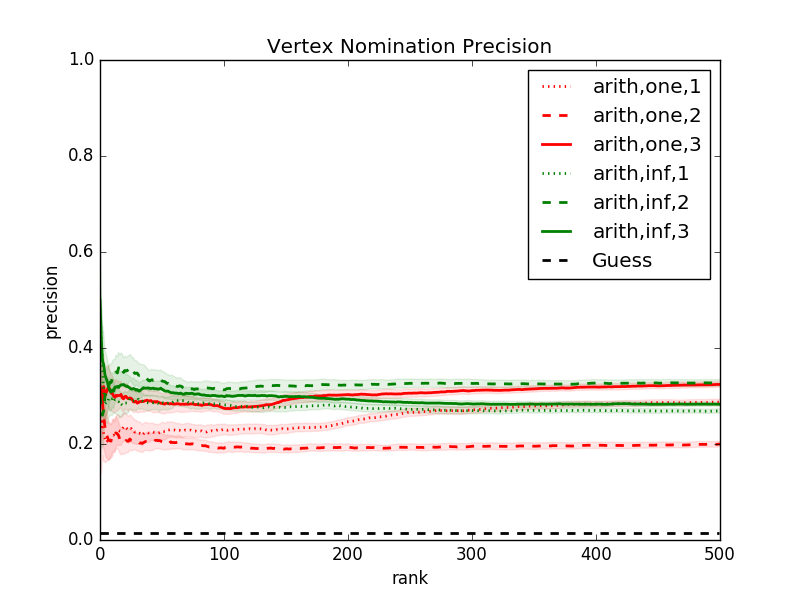 Vertex Nomination Precision
1.0
0.8
0.6
0.4
0.2
0.0
precision
arith,one,1
arith,one,2
arith,one,3
arith,inf,1
arith,inf,2
arith,inf,3
Guess
0 100 200 300 400 500
rank